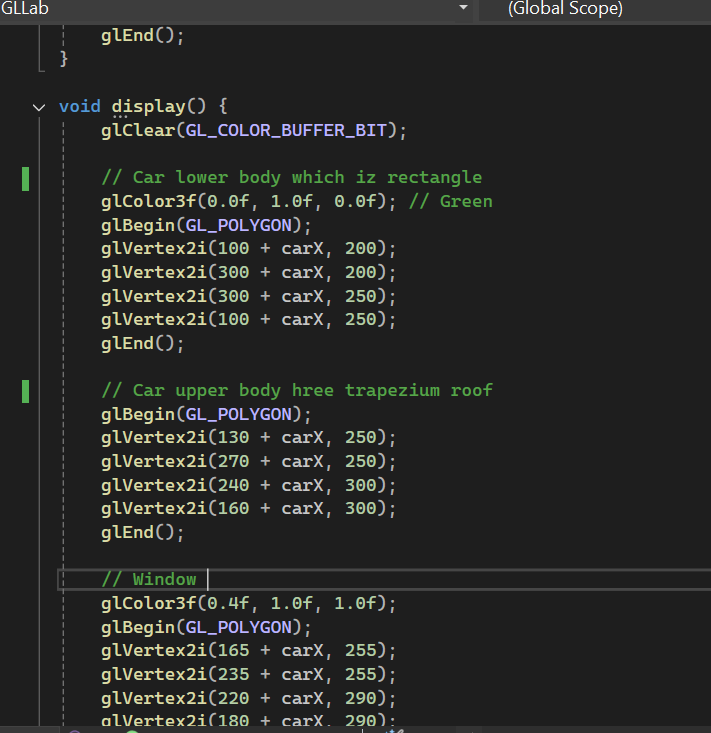 GLLab (Global Scope)
glEnd();
}
void display() {
glClear(GL_COLOR_BUFFER_BIT);
// Car lower body which iz rectangle
glColor3f(0.0f, 1.0f, 0.0f); // Green
glBegin(GL_POLYGON);
glVertex2i(100 + carX, 200);
glVertex2i(300 + carX, 200);
glVertex2i(300 + carX, 250);
glVertex2i(100 + carX, 250);
glEnd();
// Car upper body hree trapezium roof
glBegin(GL_POLYGON);
glVertex2i(130 + carX, 250);
glVertex2i(270 + carX, 250);
glVertex2i(240 + carX, 300);
glVertex2i(160 + carX, 300);
glEnd();
// Window
glColor3f(0.4f, 1.0f, 1.0f);
glBegin(GL_POLYGON);
glVertex2i(165 + carX, 255);
glVertex2i(235 + carX, 255);
glVertex2i(220 + carX, 290);
glVertex2i(180 + carX, 290);